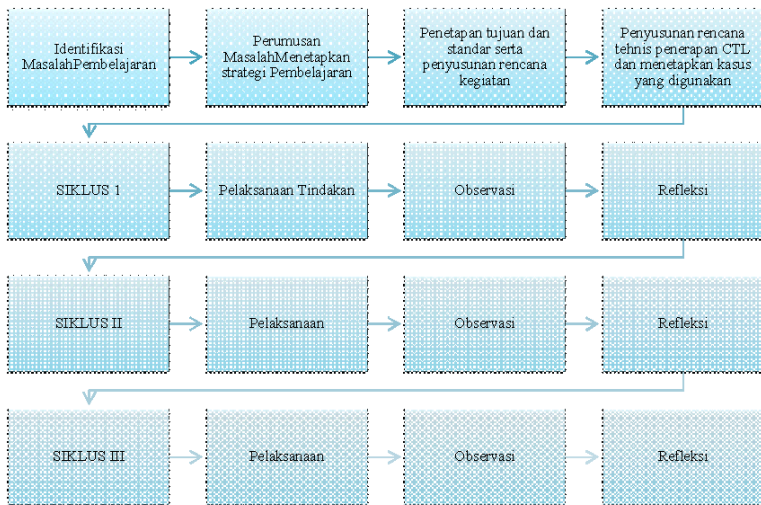 Identifikasi
MasalahPembelajaran
Perumusan
MasalahMenetapkan
strategi Pembelajaran
Penetapan tujuan dan
standar serta
penyusunan rencana
kegiatan
Penyusunan rencana
tehnis penerapan CTL
dan menetapkan kasus
yang digunakan
SIKLUS 1
Pelaksanaan Tindakan
Observasi
Refleksi
SIKLUS II
Pelaksanaan
Observasi
Refleksi
SIKLUS III
Pelaksanaan
Observasi
Refleksi